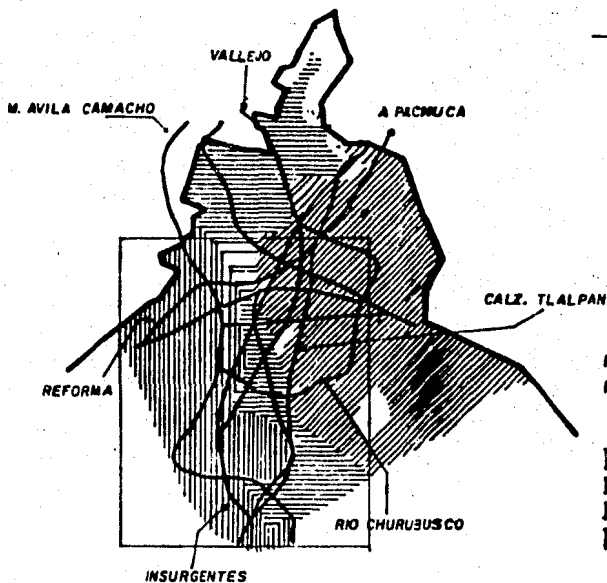 VALLEJO
M. AVILA CAMACHO
A PACHUCA
CALZ. TLALPAN
REFORMA
RIO CHURUBUSCO
INSURGENTES